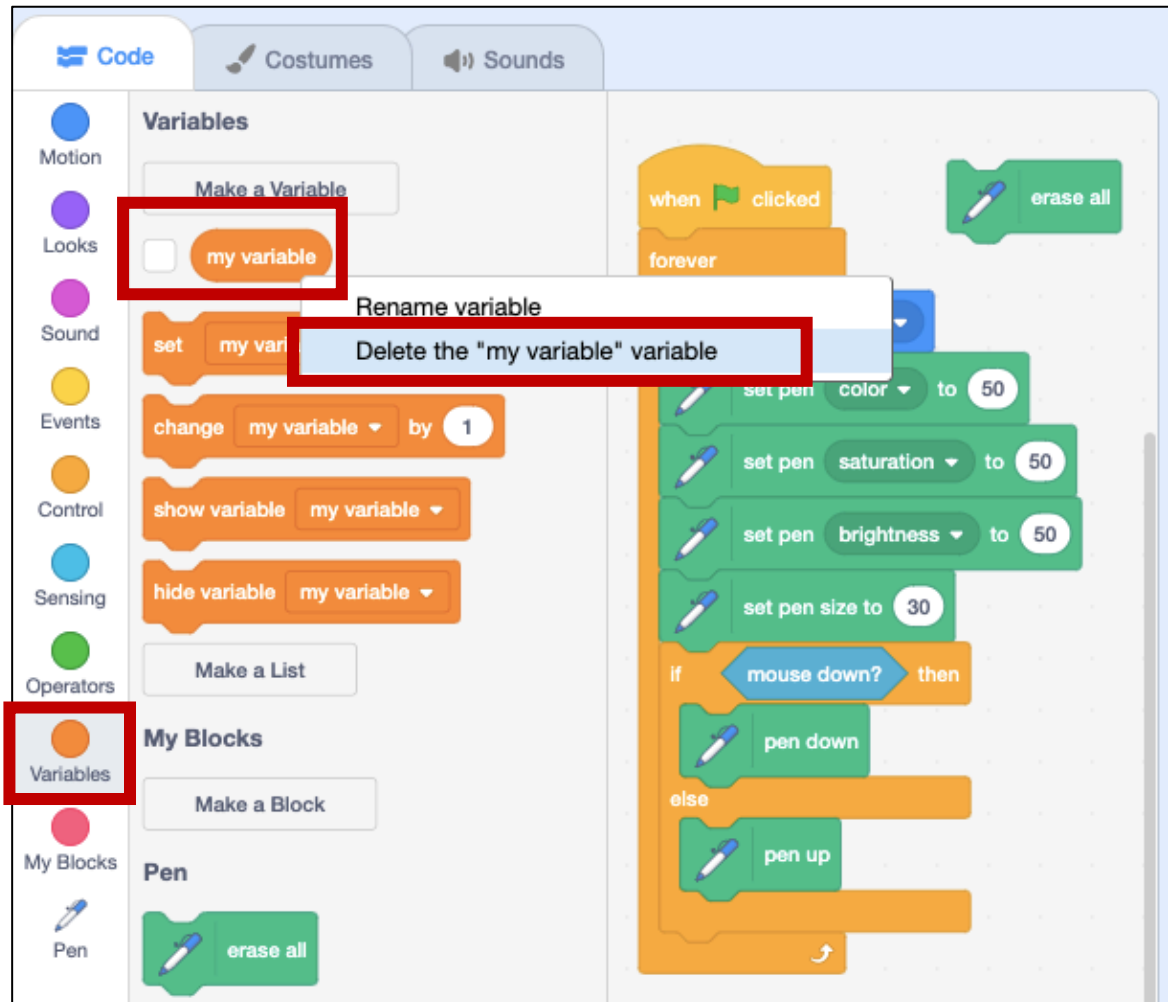 Code
Costumes
Sounds
Motion
Looks
Sound
Events
Control
Sensing
Operators
Variables
My Blocks
Pen
Variables
Make a Variable
my variable
Rename variable
Delete the "my variable" variable
set my vari
change my variable by 1
show variable my variable
hide variable my variable
Make a List
My Blocks
Make a Block
Pen
erase all
when clicked
forever
set pen color to 50
set pen saturation to 50
set pen brightness to 50
set pen size to 30
if mouse down? then
pen down
else
pen up
erase all